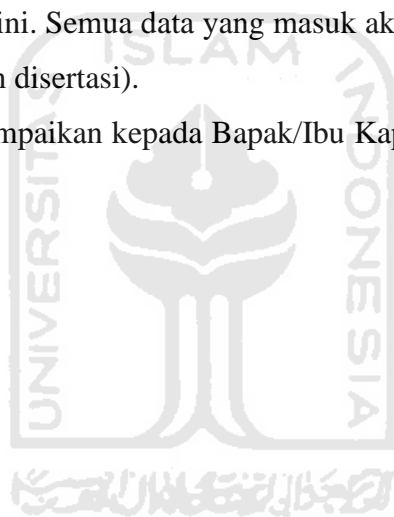 ini. Semua data yang masuk ak
n disertasi).
mpaikan kepada Bapak/Ibu Kap
UNIVERSITAS
ISLAM
INDONESIA